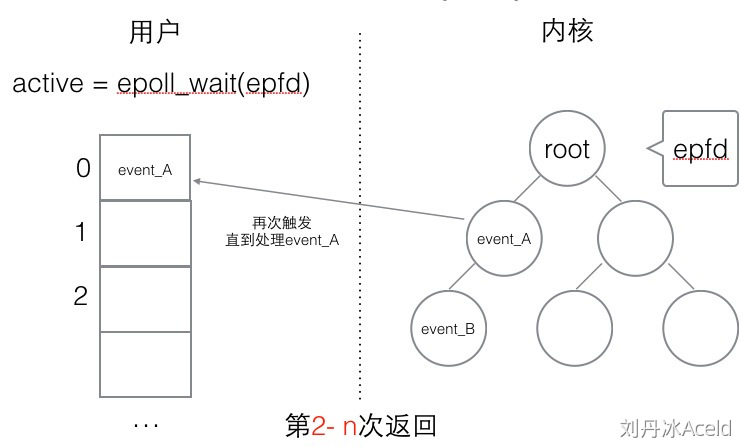 用户
内核
active = epoll_wait(epfd)
0
event_A
1
2
...
再次触发
直到处理event_A
root
epfd
event_A
event_B
第2- n次返回
刘丹冰Aceld